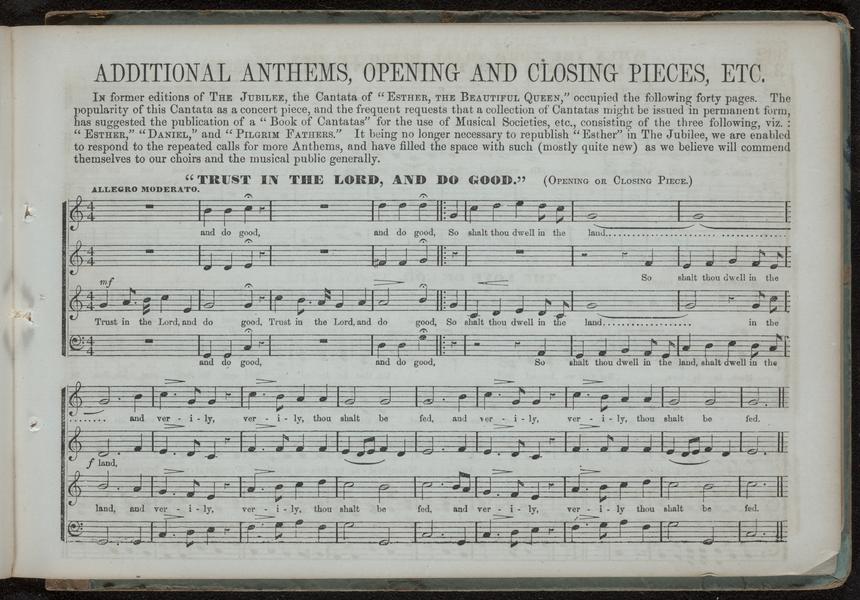 ADDITIONAL ANTHEMS, OPENING AND CLOSING PIECES, ETC.
In former editions of The Jubilee, the Cantata of “Esther, the Beautiful Queen,” occupied the following forty pages. The
popularity of this Cantata as a concert piece, and the frequent requests that a collection of Cantatas might be issued in permanent form,
has suggested the publication of a “Book of Cantatas” for the use of Musical Societies, etc., consisting of the three following, viz.:
“Esther,” “Daniel,” and “Pilgrim Fathers.” It being no longer necessary to republish “Esther” in The Jubilee, we are enabled
to respond to the repeated calls for more Anthems, and have filled the space with such (mostly quite new) as we believe will commend
themselves to our choirs and the musical public generally.
“TRUST IN THE LORD, AND DO GOOD.” (Opening or Closing Piece.)
ALLEGRO MODERATO.
and do good, and do good, So shalt thou dwell in the land
So shalt thou dwell in the
mf
Trust in the Lord, and do good, Trust in the Lord, and do good, So shalt thou dwell in the land in the
and do good, and do good, So shalt thou dwell in the land, shalt dwell in the
and ver - i - ly, ver - i - ly, thou shalt be fed, and ver - i - ly, ver - i - ly, thou shalt be fed.
f land,
land, and ver - i - ly, ver - i - ly, thou shalt be fed, and ver - i - ly, ver - i - ly thou shalt be fed.